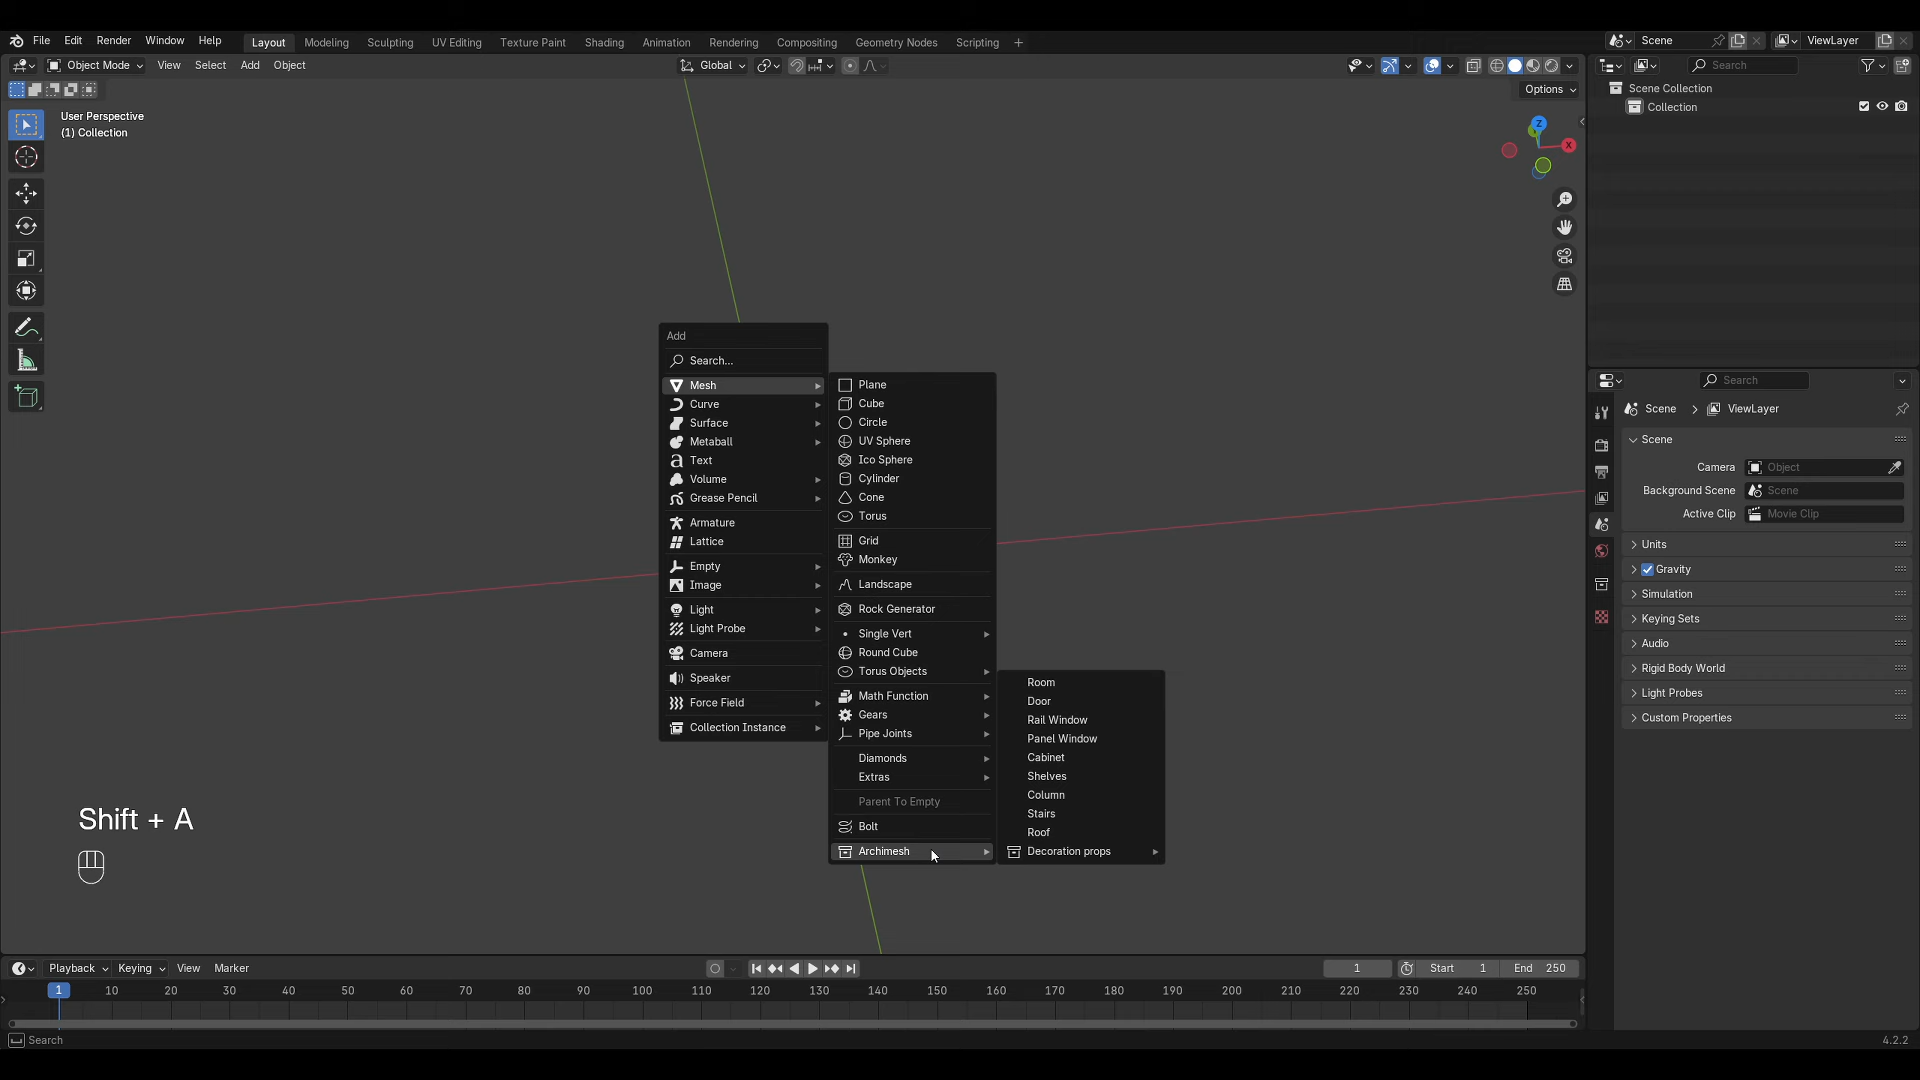 File Edit Render Window Help Layout Modeling Sculpting UV Editing Texture Paint Shading Animation Rendering Compositing Geometry Nodes Scripting + Scene ViewLayer
Object Mode View Select Add Object Global Search
Options
User Perspective
(1) Collection
Z
X
Scene Collection
Collection
Add
Search...
Mesh
Curve
Surface
Metaball
Text
Volume
Grease Pencil
Armature
Lattice
Empty
Image
Light
Light Probe
Camera
Speaker
Force Field
Collection Instance
Plane
Cube
Circle
UV Sphere
Ico Sphere
Cylinder
Cone
Torus
Grid
Monkey
Landscape
Rock Generator
Single Vert
Round Cube
Torus Objects
Math Function
Gears
Pipe Joints
Diamonds
Extras
Parent To Empty
Bolt
Archimesh
Room
Door
Rail Window
Panel Window
Cabinet
Shelves
Column
Stairs
Roof
Decoration props
Search
Scene > ViewLayer
Scene
Camera Object
Background Scene Scene
Active Clip Movie Clip
Units
Gravity
Simulation
Keying Sets
Audio
Rigid Body World
Light Probes
Custom Properties
Shift + A
Playback Keying View Marker 1 Start 1 End 250
1 10 20 30 40 50 60 70 80 90 100 110 120 130 140 150 160 170 180 190 200 210 220 230 240 250
Search 4.2.2